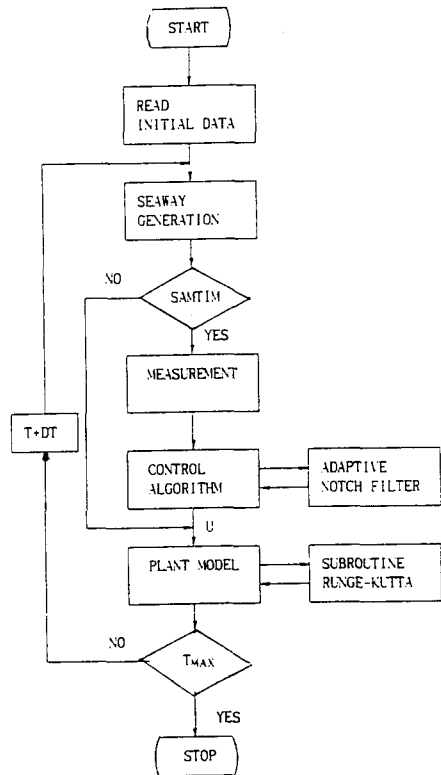 START
READ
INITIAL DATA
SEAWAY
GENERATION
NO
SAMTIM
YES
MEASUREMENT
T+DT
CONTROL
ALGORITHM
ADAPTIVE
NOTCH FILTER
U
PLANT MODEL
SUBROUTINE
RUNGE-KUTTA
NO
TMAX
YES
STOP